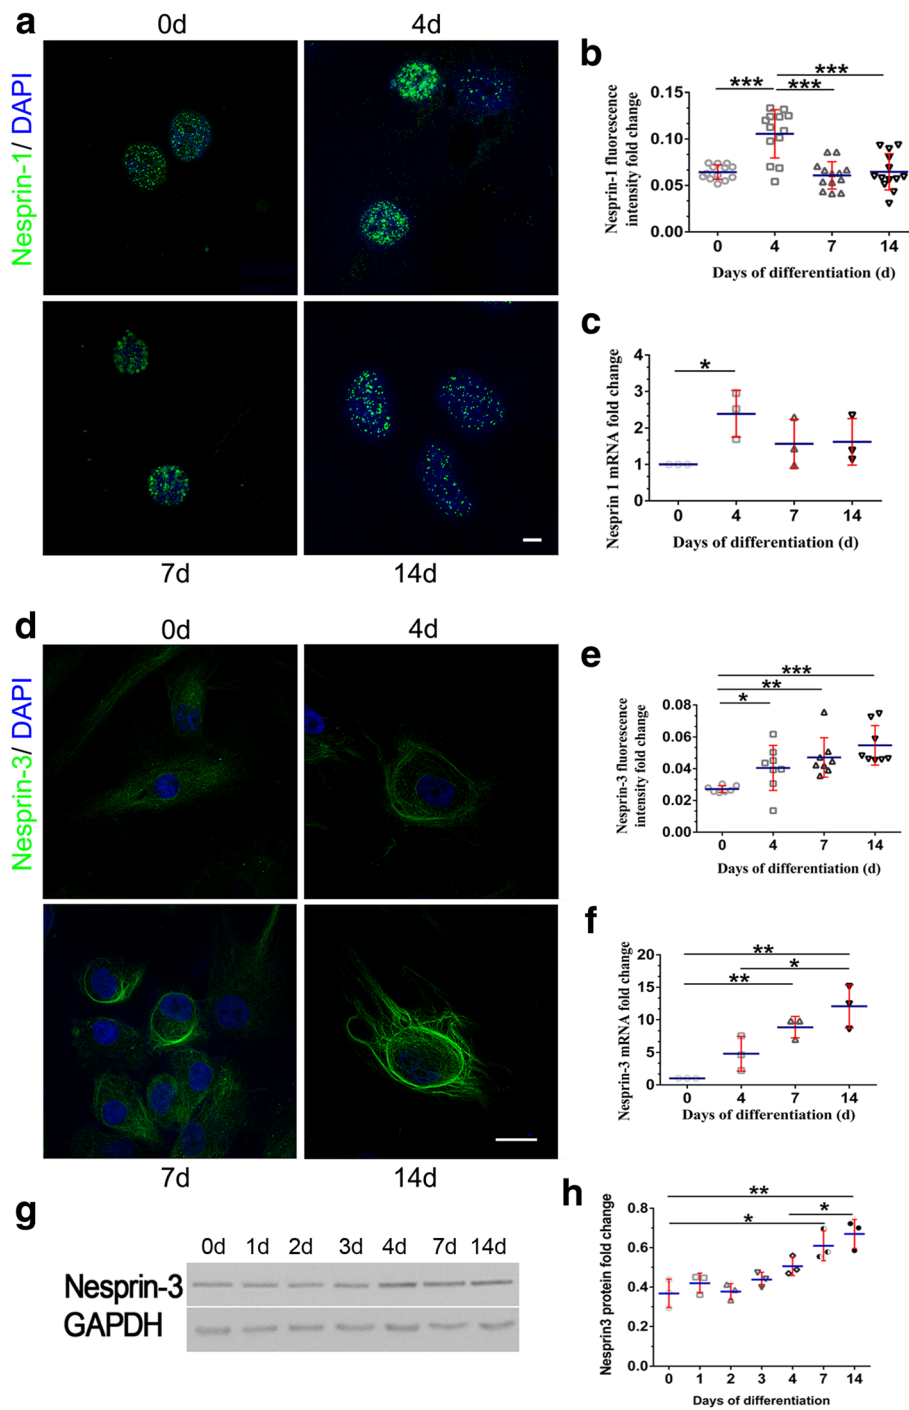 a
0d
4d
Nesprin-1/ DAPI
7d
14d
b
Nesprin-1 fluorescence
intensity fold change
0.15
0.10
0.05
0.00
***
***
***
0
4
7
14
Days of differentiation (d)
c
Nesprin 1 mRNA fold change
4
3
2
1
0
*
0
4
7
14
Days of differentiation (d)
d
0d
4d
Nesprin-3/ DAPI
7d
14d
e
Nesprin-3 fluorescence
intensity fold change
0.08
0.06
0.04
0.02
0.00
***
**
*
0
4
7
14
Days of differentiation (d)
f
Nesprin-3 mRNA fold change
20
15
10
5
0
**
*
**
0
4
7
14
Days of differentiation (d)
g
0d 1d 2d 3d 4d 7d 14d
Nesprin-3
GAPDH
h
Nesprin3 protein fold change
0.8
0.6
0.4
0.2
0.0
**
*
*
0
1
2
3
4
7
14
Days of differentiation